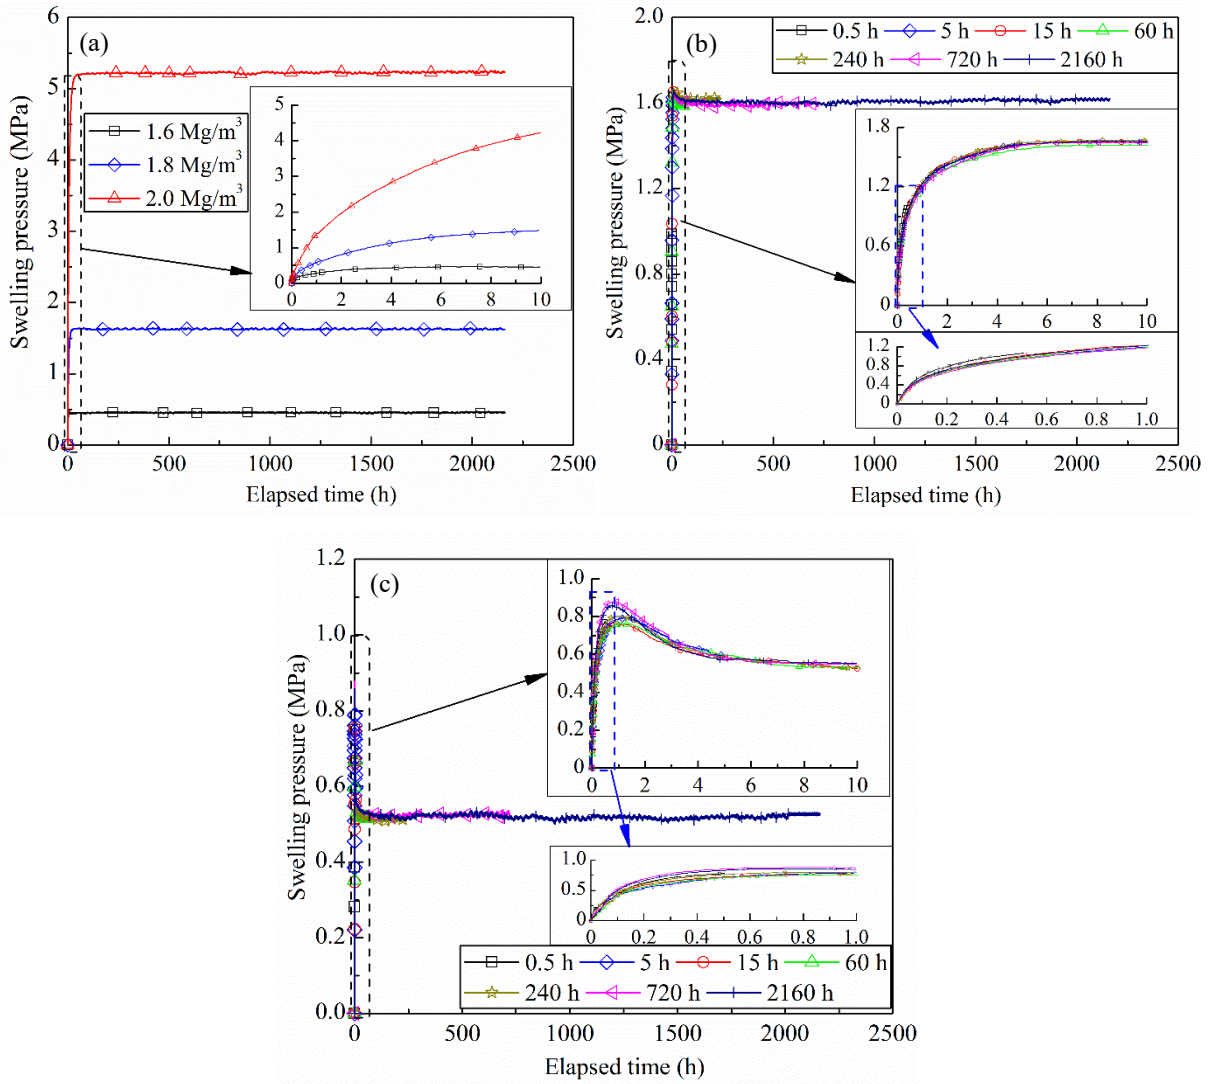 (a)
Swelling pressure (MPa)
6
5
4
3
2
1
0
1.6 Mg/m³
1.8 Mg/m³
2.0 Mg/m³
5
4
3
2
1
0
0 2 4 6 8 10
0 500 1000 1500 2000 2500
Elapsed time (h)
(b)
Swelling pressure (MPa)
2.0
1.6
1.2
0.8
0.4
0
0.5 h 5 h 15 h 60 h
240 h 720 h 2160 h
1.8
1.2
0.6
0
0 2 4 6 8 10
1.2
0.8
0.4
0
0 0.2 0.4 0.6 0.8 1.0
0 500 1000 1500 2000 2500
Elapsed time (h)
(c)
Swelling pressure (MPa)
1.2
1.0
0.8
0.6
0.4
0.2
0.0
1.0
0.8
0.6
0.4
0.2
0
0 2 4 6 8 10
1.0
0.5
0
0 0.2 0.4 0.6 0.8 1.0
0.5 h 5 h 15 h 60 h
240 h 720 h 2160 h
0 500 1000 1500 2000 2500
Elapsed time (h)